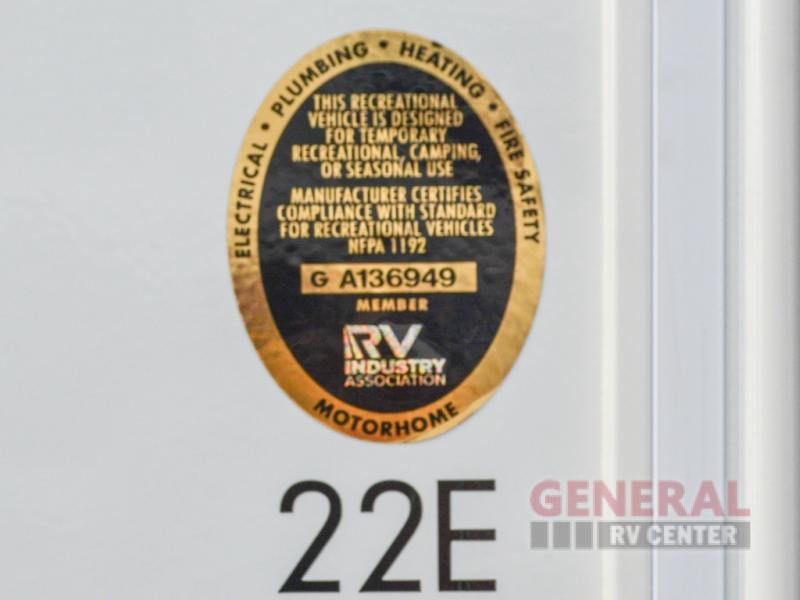 ELECTRICAL • PLUMBING • HEATING • FIRE SAFETY
THIS RECREATIONAL
VEHICLE IS DESIGNED
FOR TEMPORARY
RECREATIONAL, CAMPING,
OR SEASONAL USE
MANUFACTURER CERTIFIES
COMPLIANCE WITH STANDARD
FOR RECREATIONAL VEHICLES
NFPA 1192
G A136949
MEMBER
RV
INDUSTRY
ASSOCIATION
MOTORHOME
22E
GENERAL
RV CENTER